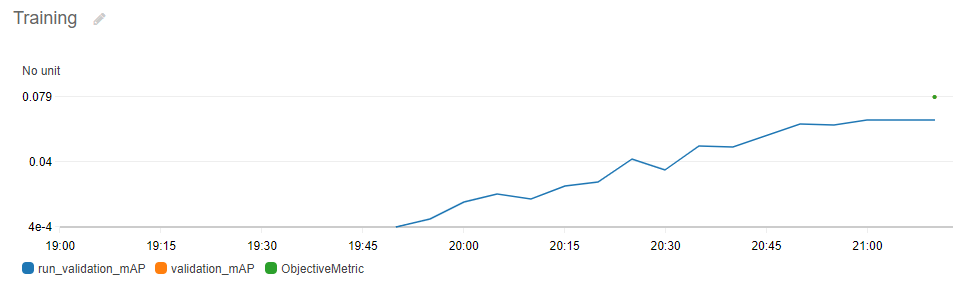 Training
No unit
0.079
0.04
4e-4
19:00 19:15 19:30 19:45 20:00 20:15 20:30 20:45 21:00
run_validation_mAP validation_mAP ObjectiveMetric